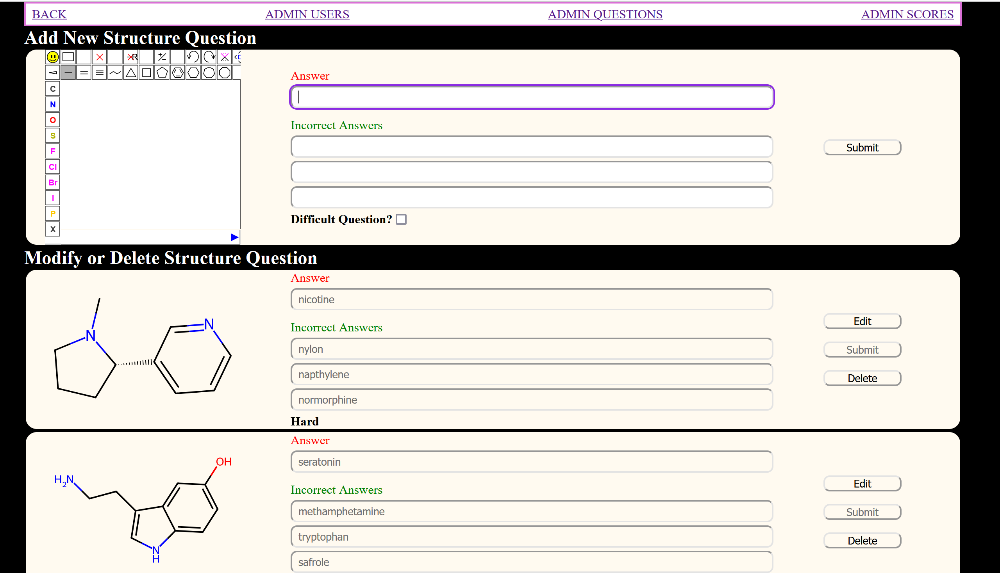 BACK ADMIN USERS ADMIN QUESTIONS ADMIN SCORES
Add New Structure Question
R
+/−
C
N
O
S
F
Cl
Br
I
P
X
Answer
Incorrect Answers
Submit
Difficult Question?
Modify or Delete Structure Question
N
N
Answer
nicotine
Incorrect Answers
nylon
napthylene
normorphine
Hard
Edit
Submit
Delete
OH
H₂N
N
H
Answer
seratonin
Incorrect Answers
methamphetamine
tryptophan
safrole
Edit
Submit
Delete